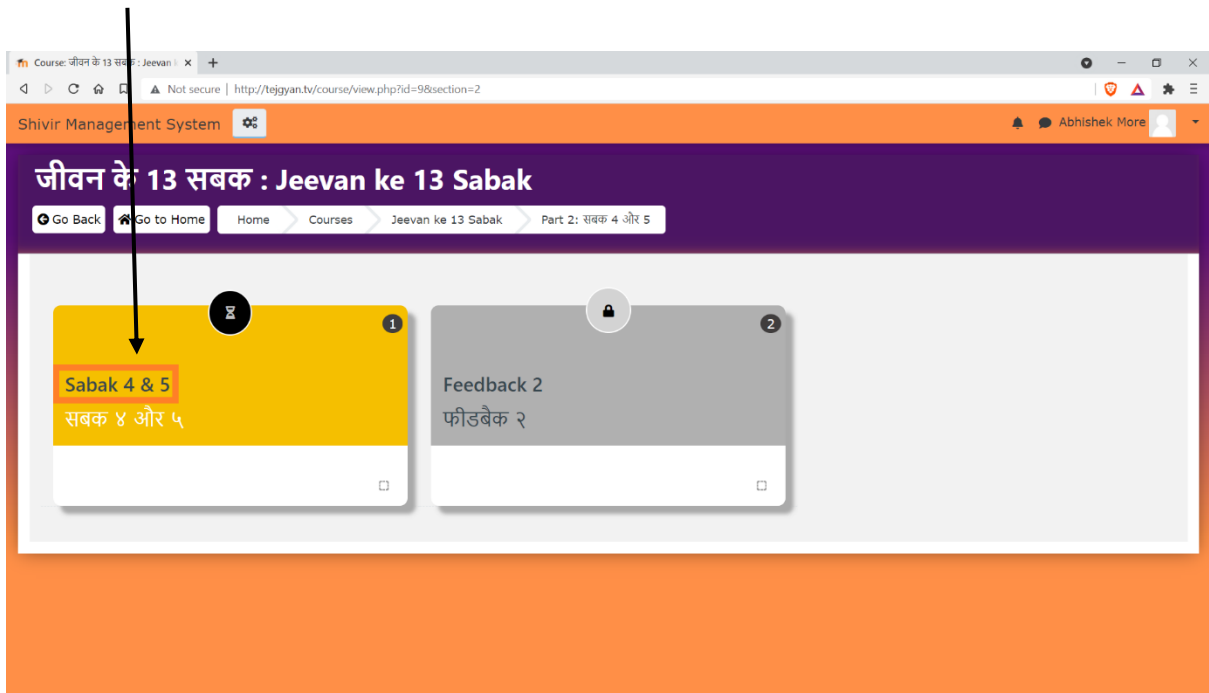 Course: जीवन के 13 सबक : Jeevan
Not secure | http://tejgyan.tv/course/view.php?id=9&section=2
Shivir Management System
Abhishek More
जीवन के 13 सबक : Jeevan ke 13 Sabak
Go Back Go to Home Home Courses Jeevan ke 13 Sabak Part 2: सबक 4 और 5
1
Sabak 4 & 5
सबक ४ और ५
2
Feedback 2
फीडबैक २